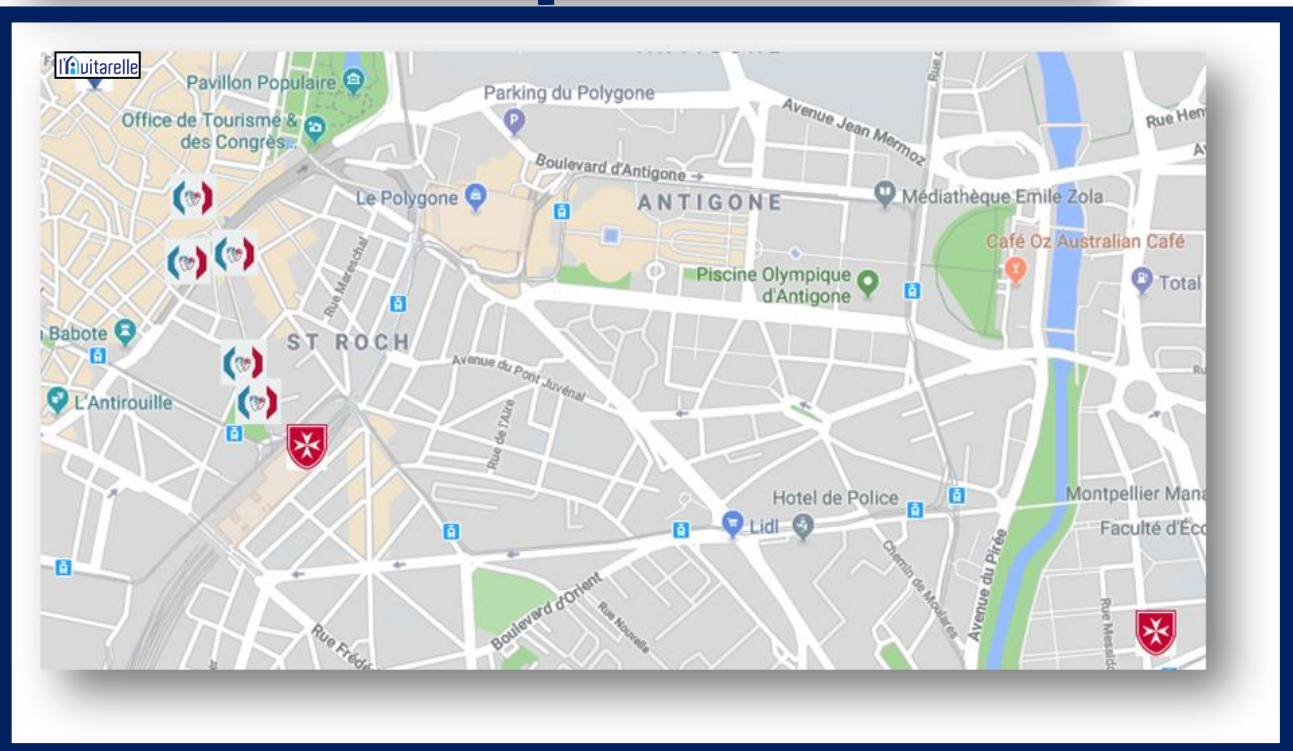 l'Auitarelle
Pavillon Populaire
Parking du Polygone
Office de Tourisme &
des Congrès...
Avenue Jean Mermoz
Boulevard d'Antigone →
Le Polygone
ANTIGONE
Médiathèque Emile Zola
Café Oz Australian Café
Rue Mareschal
Piscine Olympique
d'Antigone
Total
Babote
ST ROCH
Avenue du Pont Juvénal
L'Antirouille
Rue de l'Aire
Hotel de Police
Lidl
Montpellier Mana
Faculté d'Éco
Chemin de Moulares
Avenue du Pirée
Boulevard d'Orient
Rue Nouvelle
Rue Frédé
Rue Messaldo